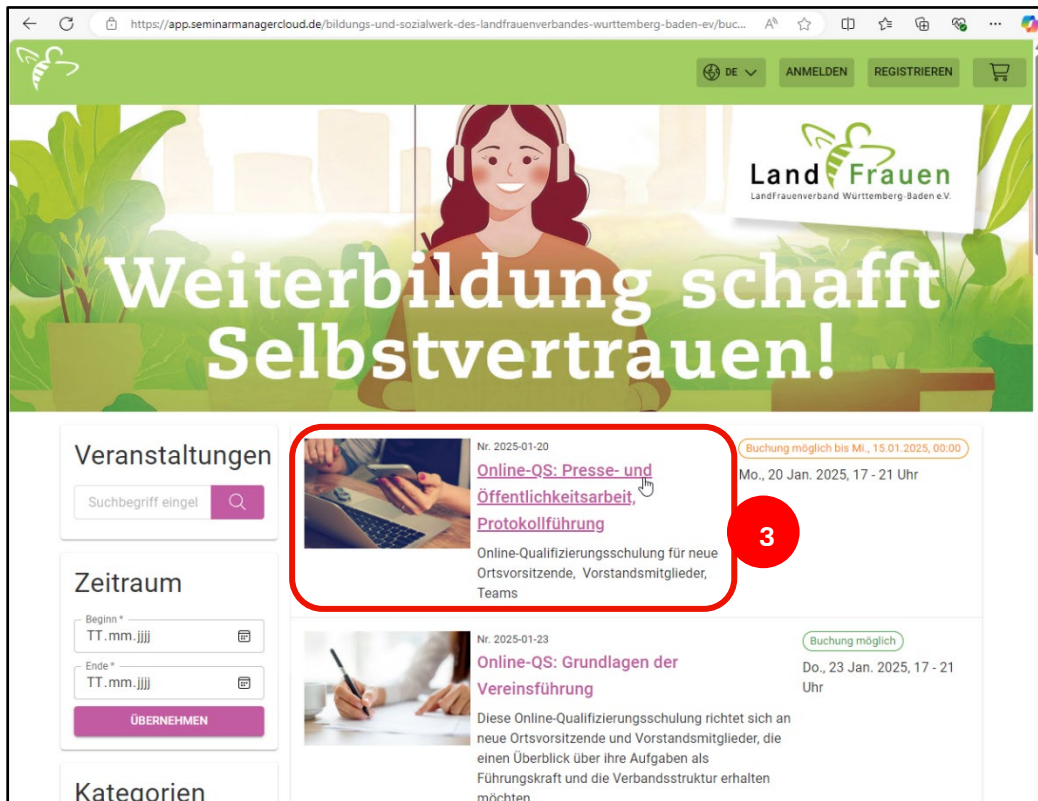 https://app.seminarmanagercloud.de/bildungs-und-sozialwerk-des-landfrauenverbandes-wurttemberg-baden-ev/buc...
DE
ANMELDEN
REGISTRIEREN
Land Frauen
LandFrauenverband Württemberg-Baden e.V.
Weiterbildung schafft
Selbstvertrauen!
Veranstaltungen
Suchbegriff eingel
Zeitraum
Beginn *
TT.mm.jjjj
Ende *
TT.mm.jjjj
ÜBERNEHMEN
Kategorien
Nr. 2025-01-20
Online-QS: Presse- und
Öffentlichkeitsarbeit,
Protokollführung
Online-Qualifizierungsschulung für neue
Ortsvorsitzende, Vorstandsmitglieder,
Teams
Buchung möglich bis Mi., 15.01.2025, 00:00
Mo., 20 Jan. 2025, 17 - 21 Uhr
3
Nr. 2025-01-23
Online-QS: Grundlagen der
Vereinsführung
Diese Online-Qualifizierungsschulung richtet sich an
neue Ortsvorsitzende und Vorstandsmitglieder, die
einen Überblick über ihre Aufgaben als
Führungskraft und die Verbandsstruktur erhalten
möchten
Buchung möglich
Do., 23 Jan. 2025, 17 - 21
Uhr